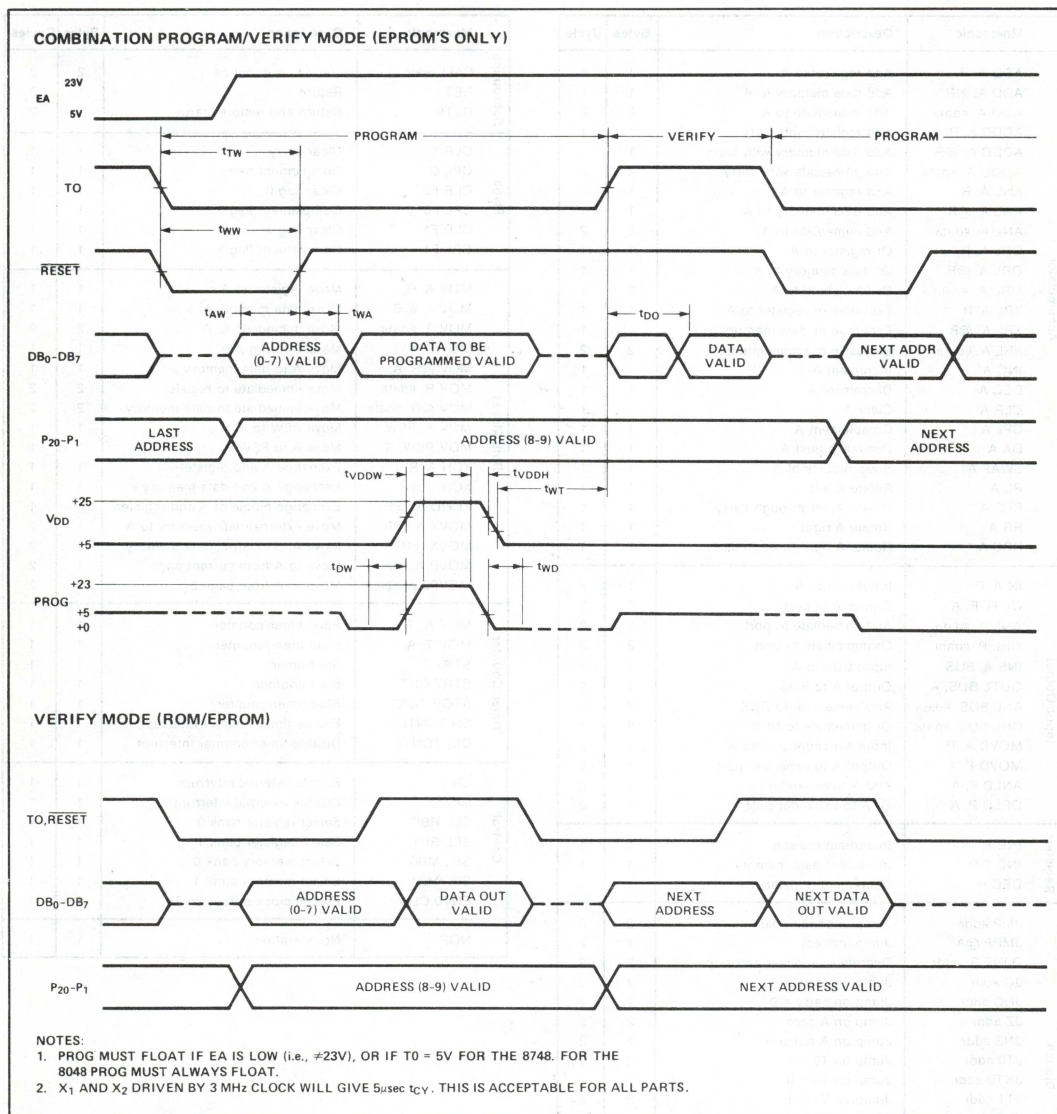 COMBINATION PROGRAM/VERIFY MODE (EPROM'S ONLY)
EA
23V
5V
PROGRAM
VERIFY
PROGRAM
tTW
TO
tWW
RESET
tAW
tWA
tDO
DB0-DB7
ADDRESS
(0-7) VALID
DATA TO BE
PROGRAMMED VALID
DATA
VALID
NEXT ADDR
VALID
P20-P1
LAST
ADDRESS
ADDRESS (8-9) VALID
NEXT
ADDRESS
tVDDW
tVDDH
tWT
VDD
+25
+5
tDW
tWD
PROG
+23
+5
+0
VERIFY MODE (ROM/EPROM)
TO,RESET
DB0-DB7
ADDRESS
(0-7) VALID
DATA OUT
VALID
NEXT
ADDRESS
NEXT DATA
OUT VALID
P20-P1
ADDRESS (8-9) VALID
NEXT ADDRESS VALID
NOTES:
1. PROG MUST FLOAT IF EA IS LOW (i.e., ≠23V), OR IF T0 = 5V FOR THE 8748. FOR THE
8048 PROG MUST ALWAYS FLOAT.
2. X1 AND X2 DRIVEN BY 3 MHz CLOCK WILL GIVE 5μsec tCY. THIS IS ACCEPTABLE FOR ALL PARTS.